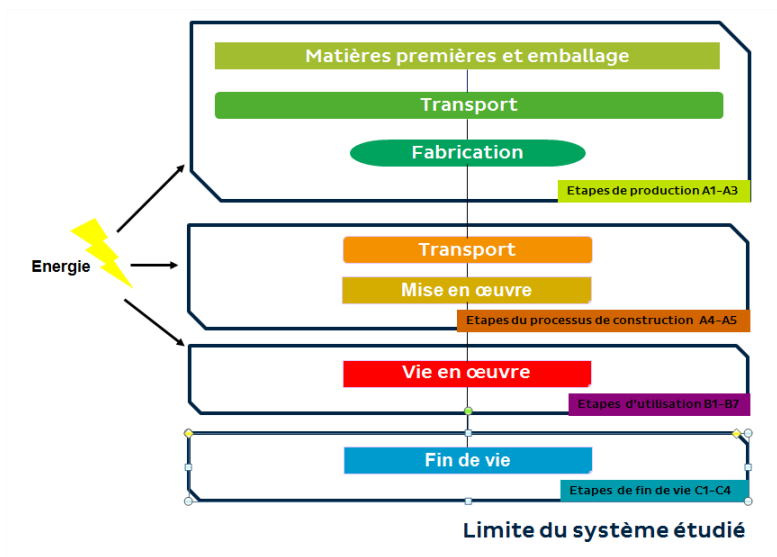 Matières premières et emballage
Transport
Fabrication
Etapes de production A1-A3
Energie
Transport
Mise en œuvre
Etapes du processus de construction A4-A5
Vie en œuvre
Etapes d'utilisation B1-B7
Fin de vie
Etapes de fin de vie C1-C4
Limite du système étudié